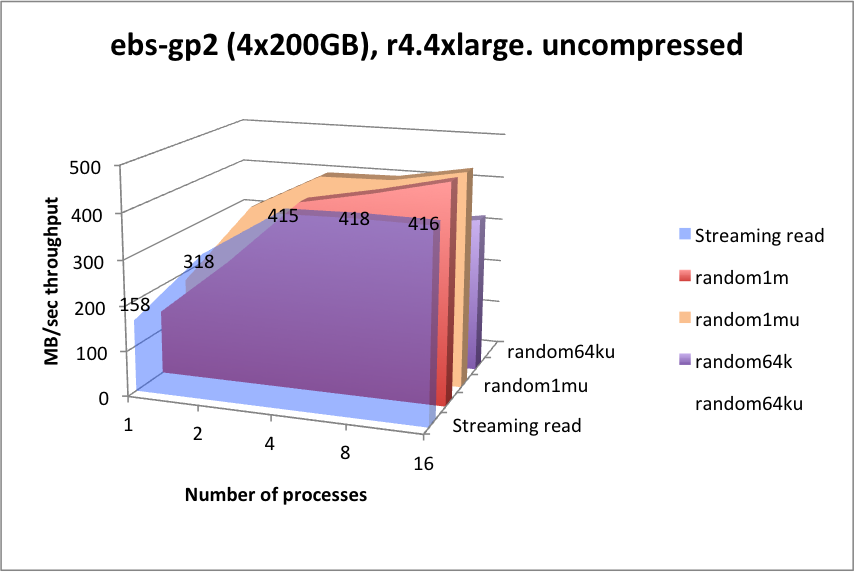 ebs-gp2 (4x200GB), r4.4xlarge. uncompressed
500
400
300
200
100
0
MB/sec throughput
158
318
415
418
416
1
2
4
8
16
Number of processes
random64ku
random1mu
Streaming read
Streaming read
random1m
random1mu
random64k
random64ku